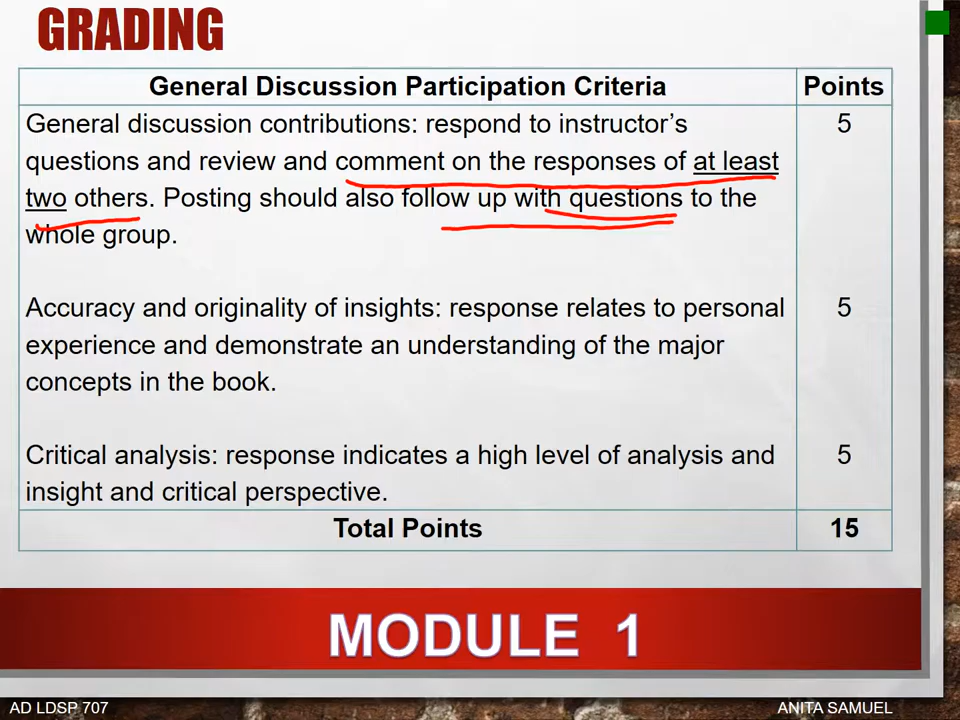 GRADING
General Discussion Participation Criteria Points
General discussion contributions: respond to instructor's 5
questions and review and comment on the responses of at least
two others. Posting should also follow up with questions to the
whole group.
Accuracy and originality of insights: response relates to personal 5
experience and demonstrate an understanding of the major
concepts in the book.
Critical analysis: response indicates a high level of analysis and 5
insight and critical perspective.
Total Points 15
MODULE 1
AD LDSP 707 ANITA SAMUEL